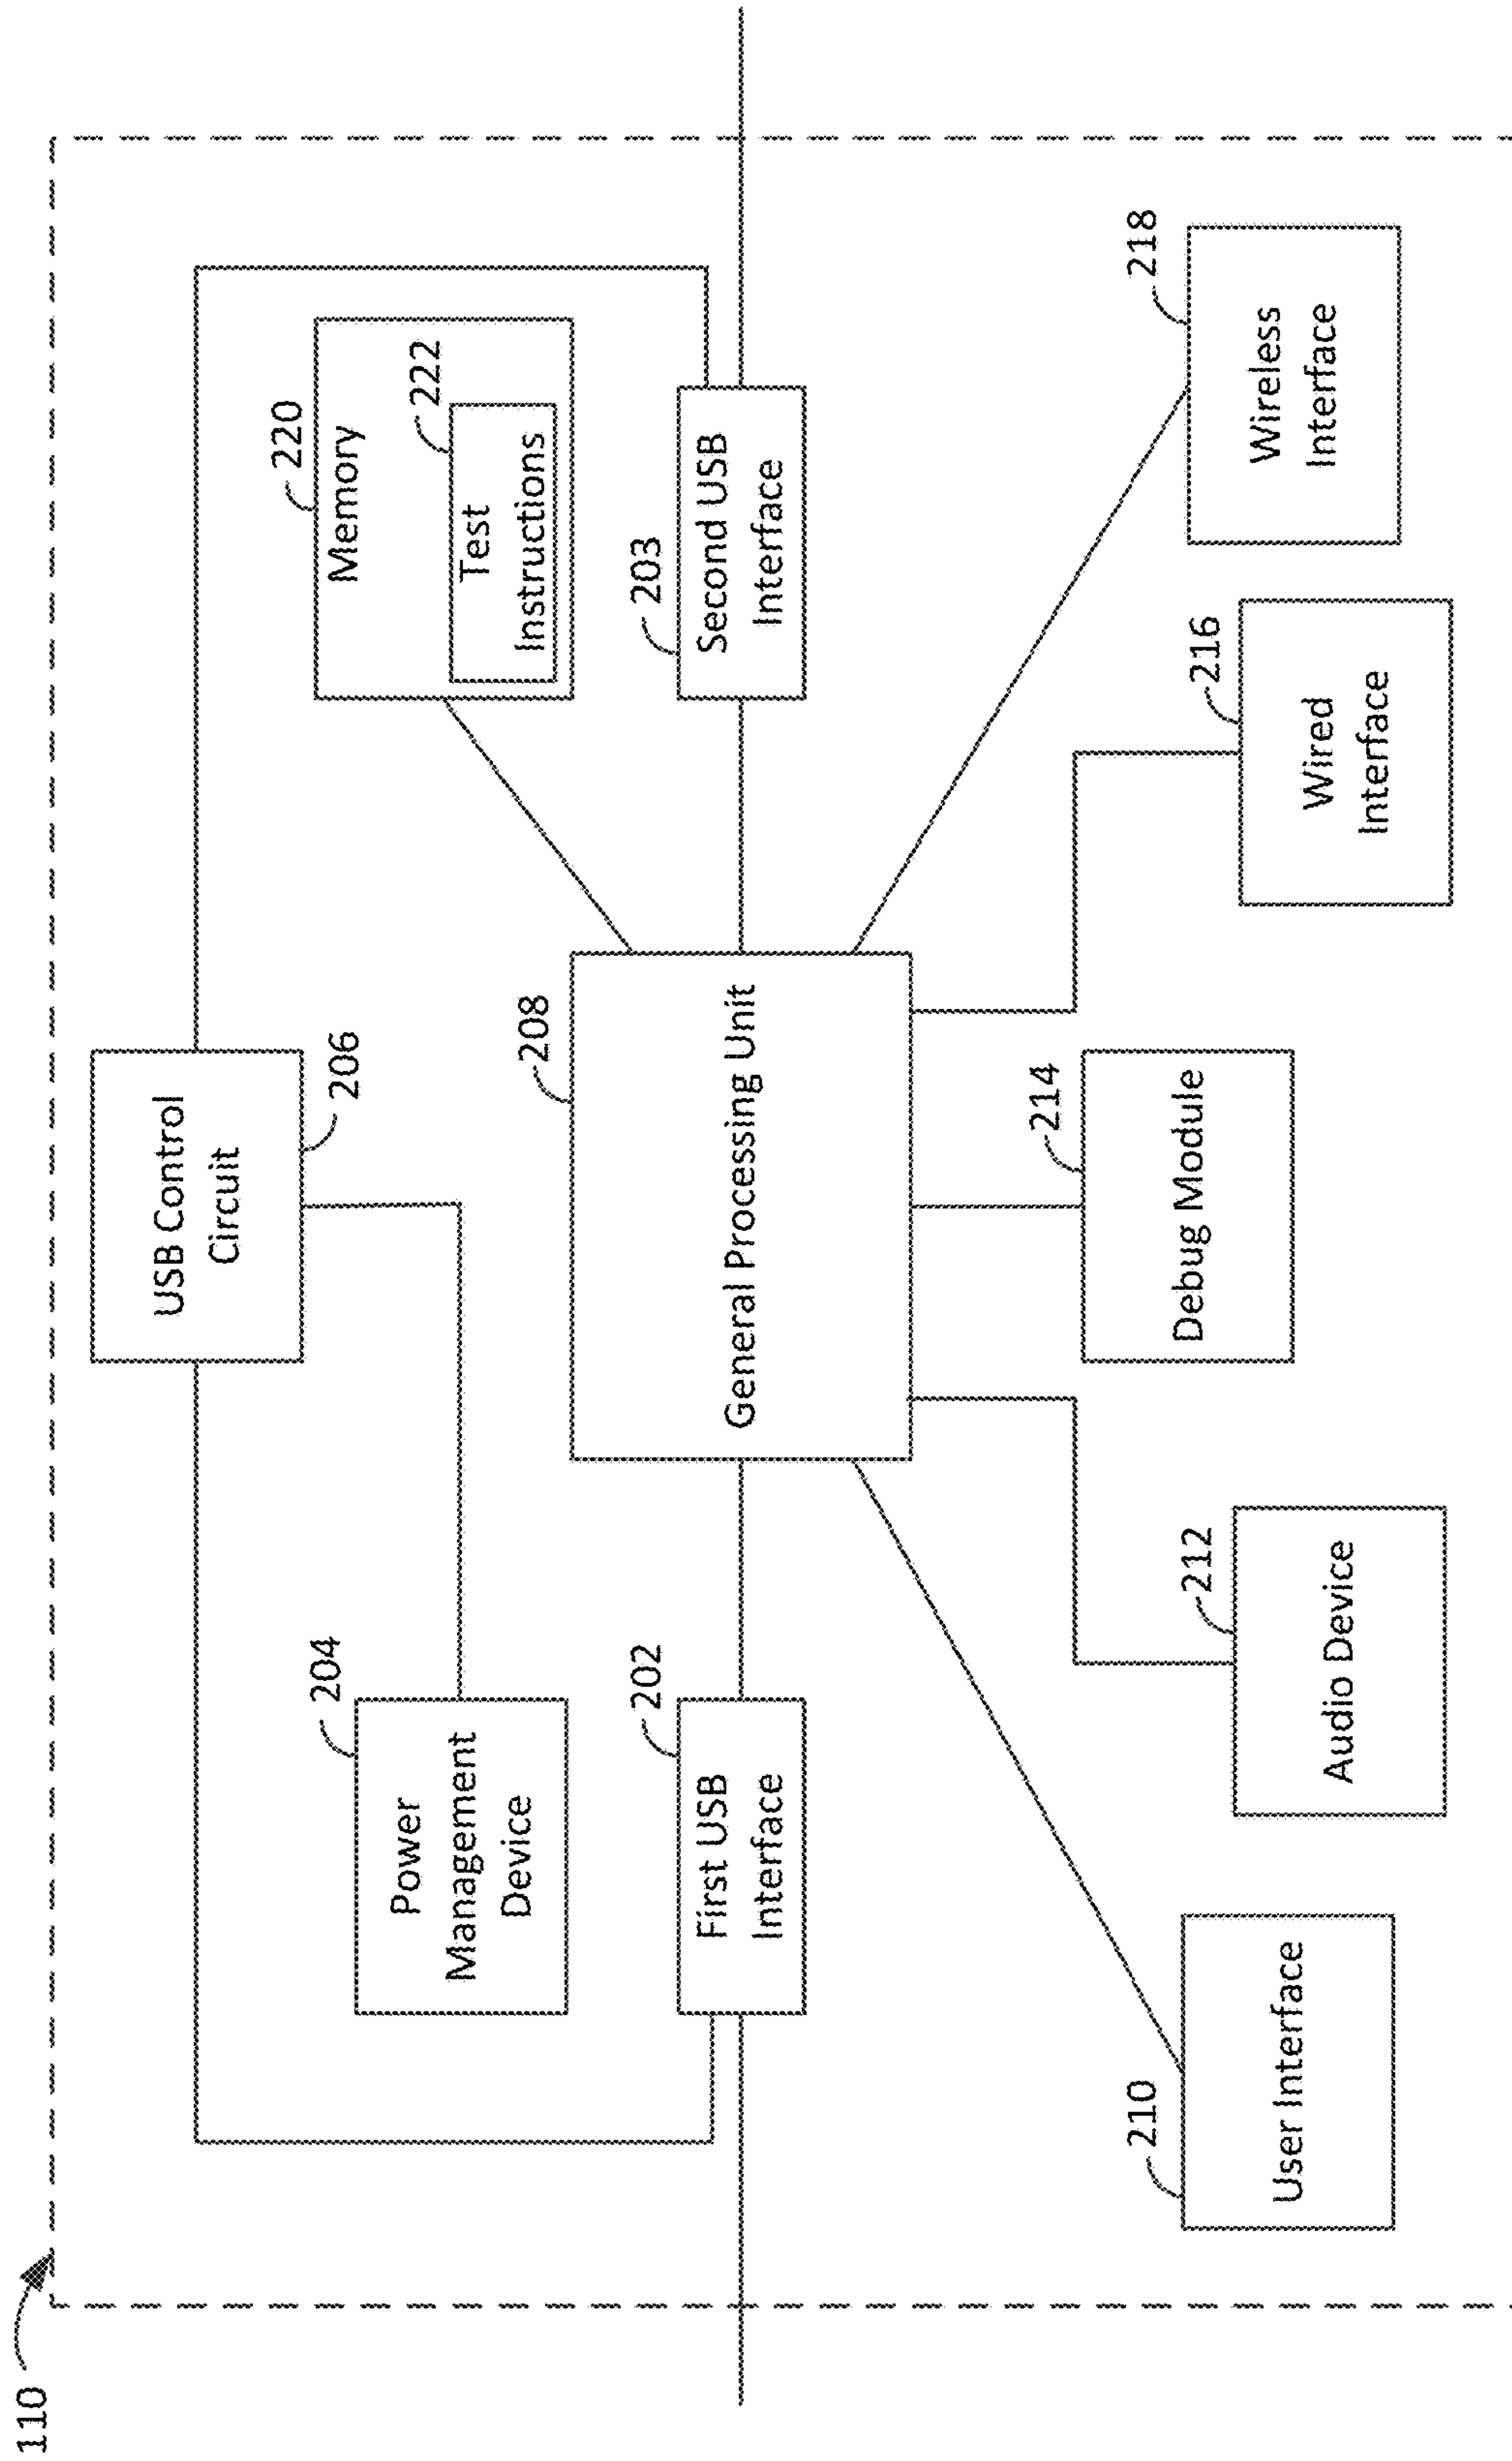 110
USB Control
Circuit
206
204
Power
Management
Device
220
Memory
222
Test
Instructions
208
General Processing Unit
202
First USB
Interface
203
Second USB
Interface
210
User Interface
212
Audio Device
214
Debug Module
216
Wired
Interface
218
Wireless
Interface